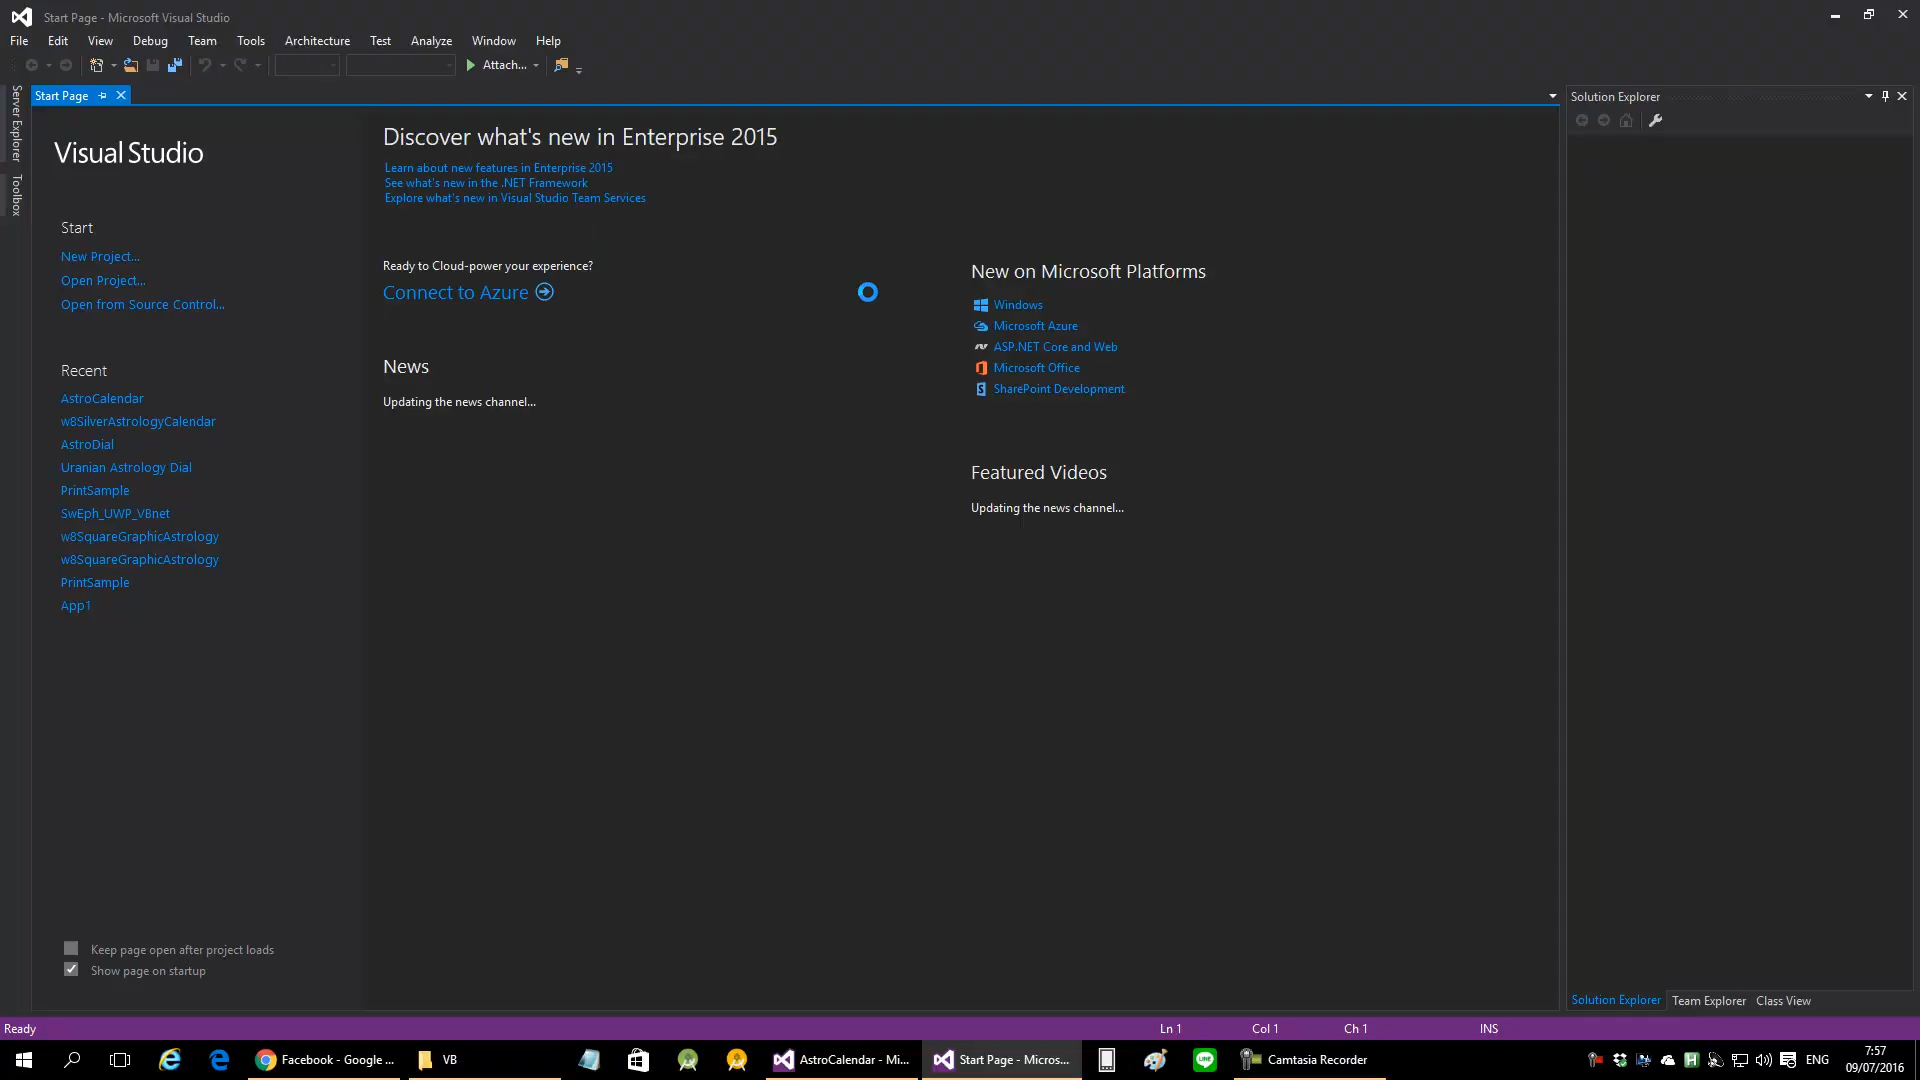 Start Page - Microsoft Visual Studio
File Edit View Debug Team Tools Architecture Test Analyze Window Help
Attach...
Server Explorer
Toolbox
Start Page
Visual Studio
Start
New Project...
Open Project...
Open from Source Control...
Recent
AstroCalendar
w8SilverAstrologyCalendar
AstroDial
Uranian Astrology Dial
PrintSample
SwEph_UWP_VBnet
w8SquareGraphicAstrology
w8SquareGraphicAstrology
PrintSample
App1
Keep page open after project loads
Show page on startup
Discover what's new in Enterprise 2015
Learn about new features in Enterprise 2015
See what's new in the .NET Framework
Explore what's new in Visual Studio Team Services
Ready to Cloud-power your experience?
Connect to Azure
News
Updating the news channel...
New on Microsoft Platforms
Windows
Microsoft Azure
ASP.NET Core and Web
Microsoft Office
SharePoint Development
Featured Videos
Updating the news channel...
Solution Explorer
Solution Explorer Team Explorer Class View
Ready Ln 1 Col 1 Ch 1 INS
Facebook - Google ... VB AstroCalendar - Mi... Start Page - Micros... LINE Camtasia Recorder ENG
7:57
09/07/2016